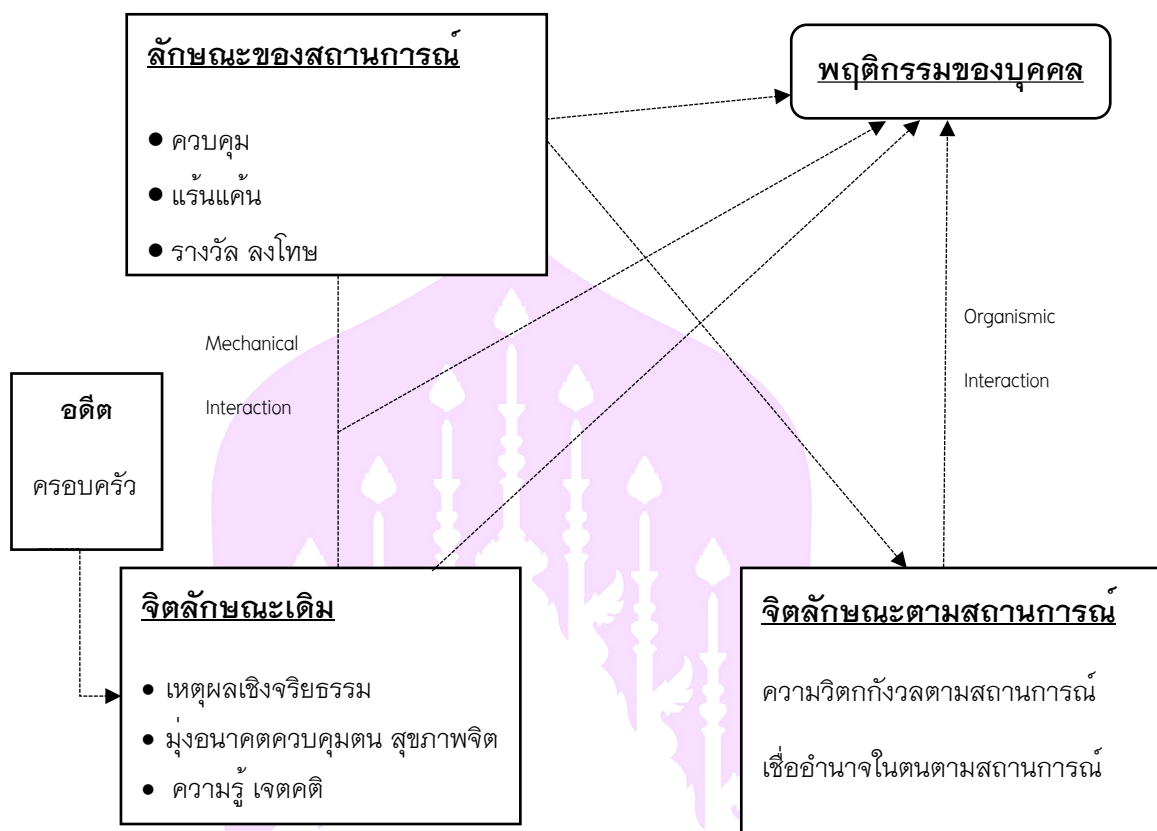 ลักษณะของสถานการณ์
● ควบคุม
● แร้นแค้น
● รางวัล ลงโทษ
พฤติกรรมของบุคคล
Mechanical
Interaction
Organismic
Interaction
อดีต
ครอบครัว
จิตลักษณะเดิม
● เหตุผลเชิงจริยธรรม
● มุ่งอนาคตควบคุมตน สุขภาพจิต
● ความรู้ เจตคติ
จิตลักษณะตามสถานการณ์
ความวิตกกังวลตามสถานการณ์
เชื่ออำนาจในตนตามสถานการณ์